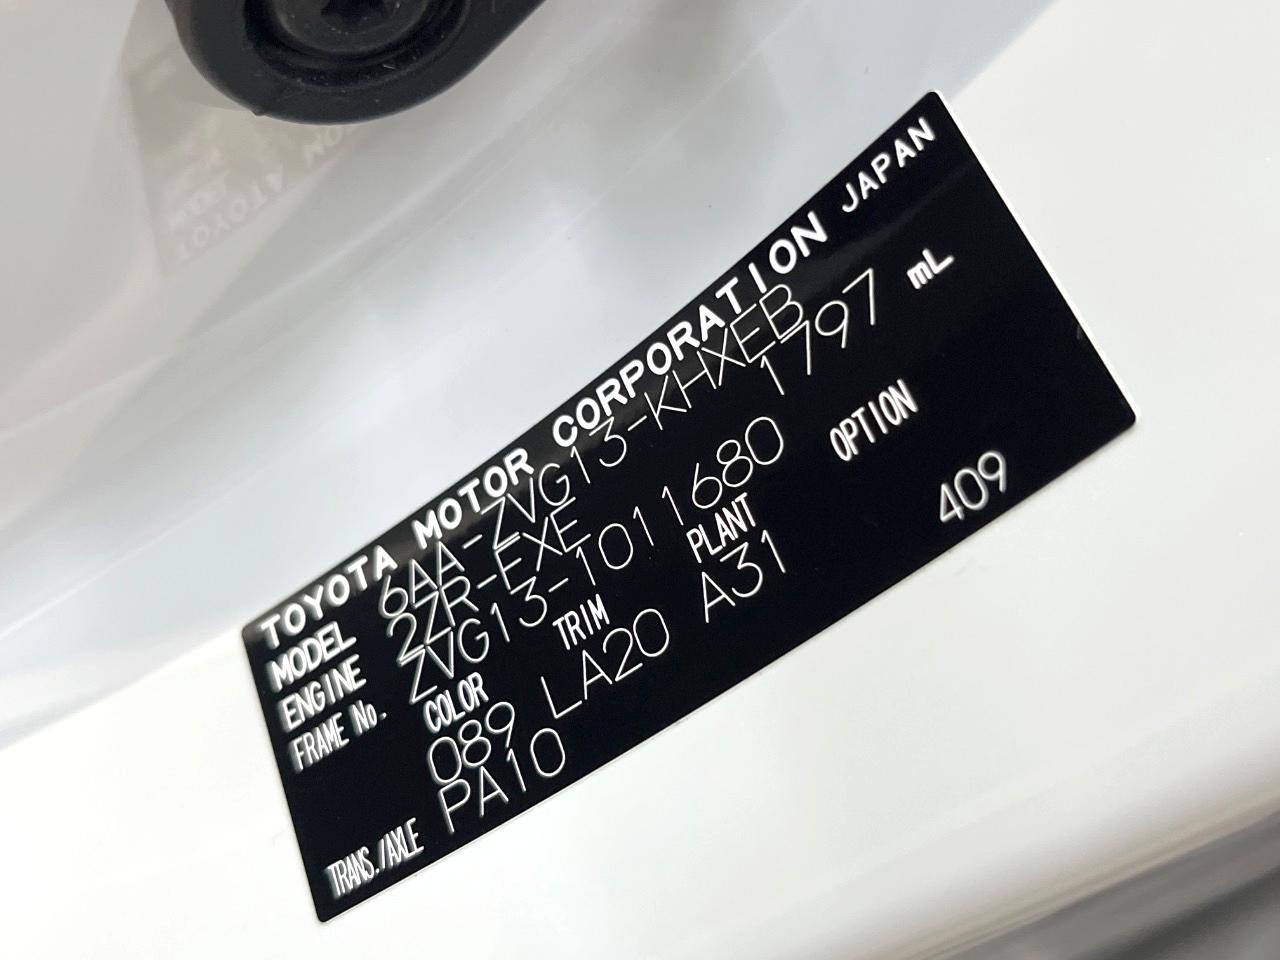 TOYOTA MOTOR CORPORATION JAPAN
MODEL 6AA-ZVG13-KHXEB
ENGINE 2ZR-EXE 1797 mL
FRAME No. ZVG13-1011680
COLOR TRIM PLANT OPTION
089 LA20 A31 409
TRANS./AXLE PA10